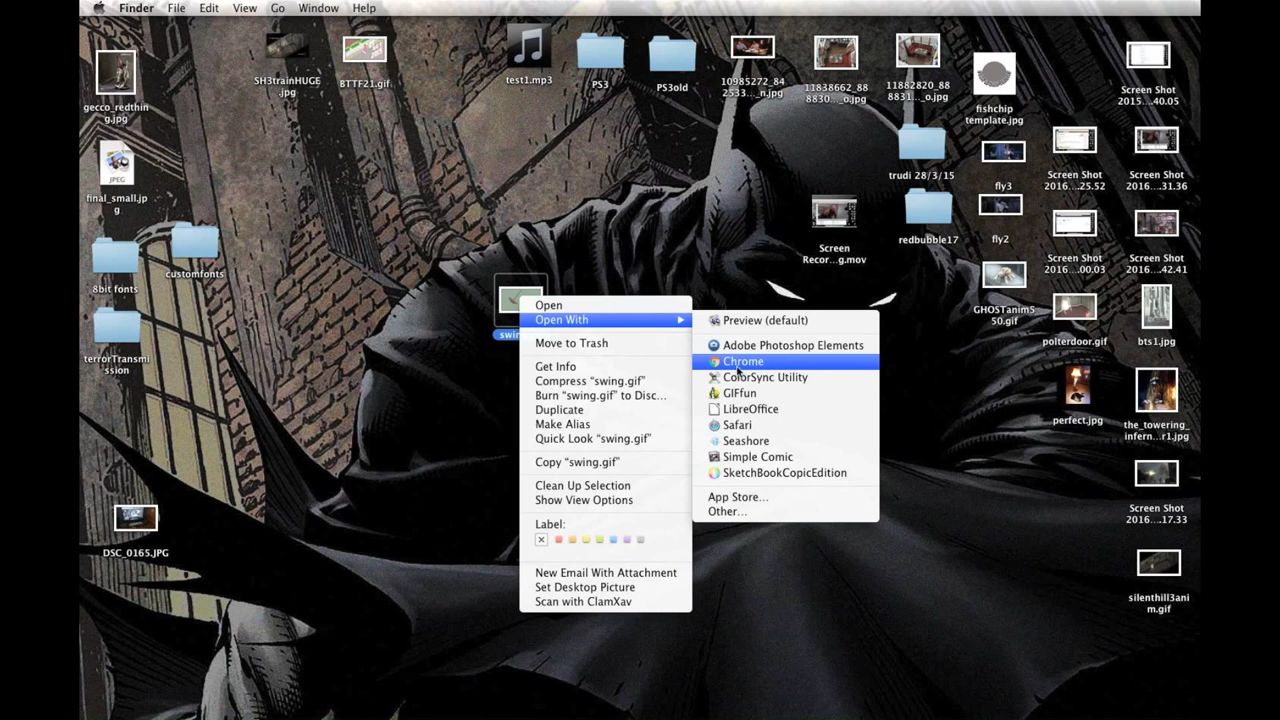 Finder File Edit View Go Window Help
gecco_redthin
g.jpg
SH3trainHUGE
.jpg
BTTF21.gif
test1.mp3
PS3
PS3old
10985272_84
2533..._n.jpg
11838662_88
8830..._o.jpg
11882820_88
8831..._o.jpg
fishchip
template.jpg
Screen Shot
2015....40.05
JPEG
final_small.jp
g
trudi 28/3/15
fly3
Screen Shot
2016....25.52
Screen Shot
2016....31.36
customfonts
8bit fonts
Screen
Recor...g.mov
redbubble17
fly2
Screen Shot
2016....00.03
Screen Shot
2016....42.41
terrorTransmi
ssion
GHOSTanim5
50.gif
polterdoor.gif
bts1.jpg
perfect.jpg
the_towering_
infern...r1.jpg
Screen Shot
2016....17.33
DSC_0165.JPG
silenthill3ani
m.gif
Open
Open With
Move to Trash
Get Info
Compress “swing.gif”
Burn “swing.gif” to Disc...
Duplicate
Make Alias
Quick Look “swing.gif”
Copy “swing.gif”
Clean Up Selection
Show View Options
Label:
New Email With Attachment
Set Desktop Picture
Scan with ClamXav
Preview (default)
Adobe Photoshop Elements
Chrome
ColorSync Utility
GIFfun
LibreOffice
Safari
Seashore
Simple Comic
SketchBookCopicEdition
App Store...
Other...